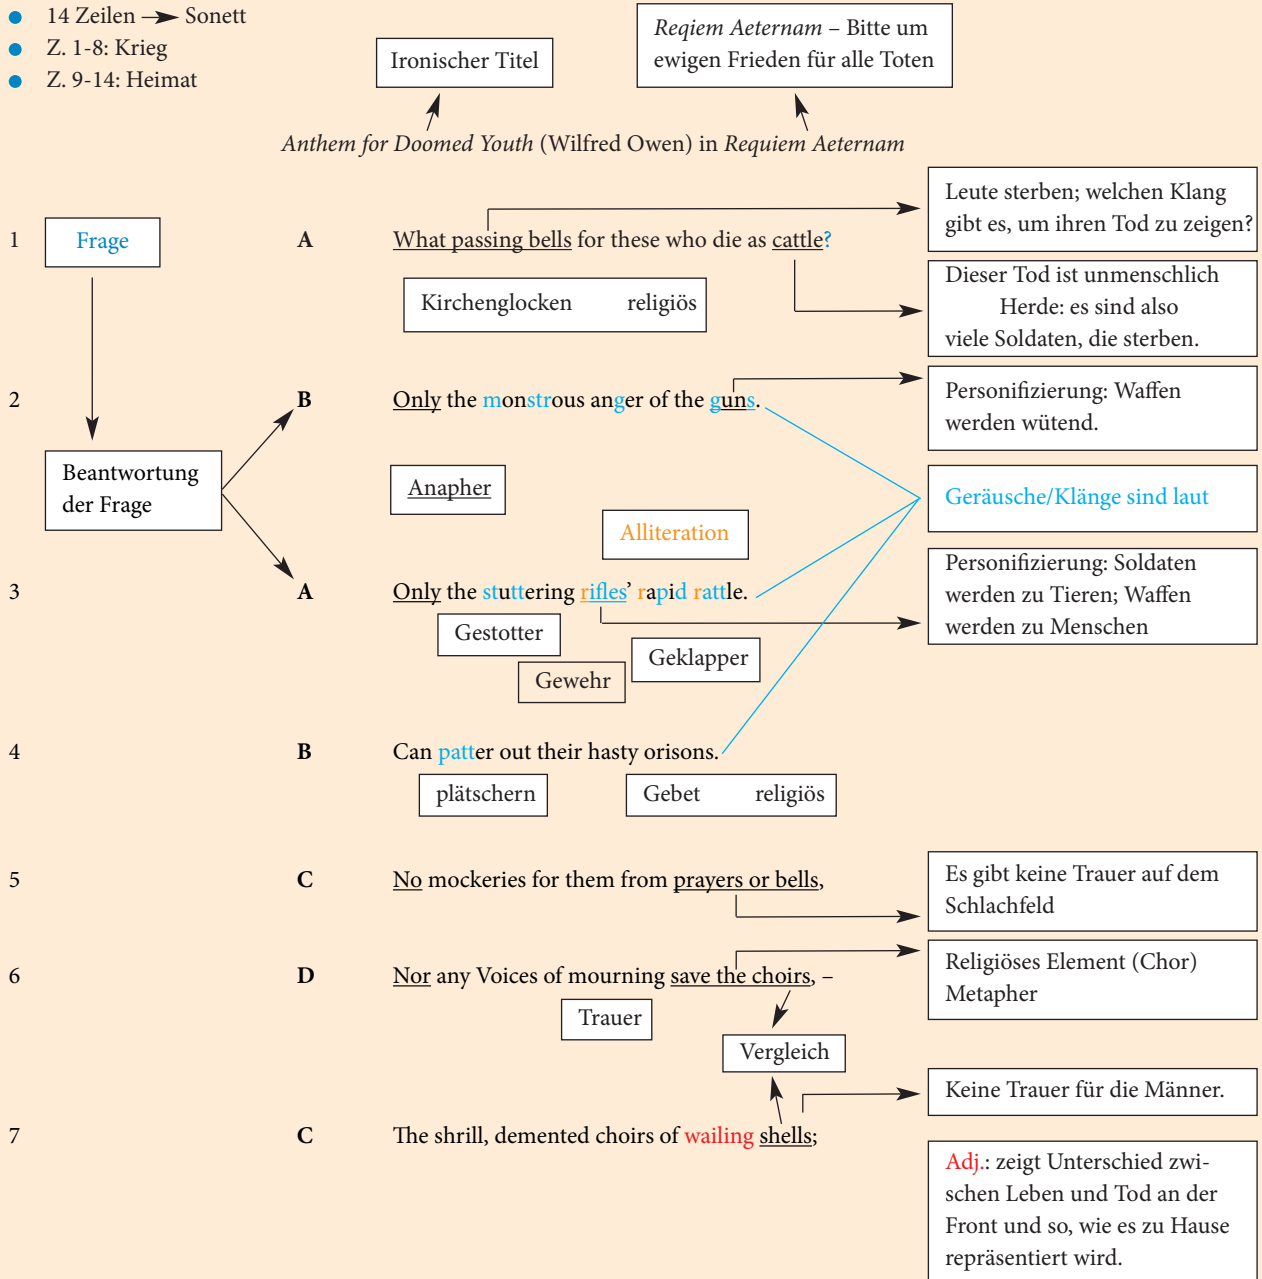 14 Zeilen → Sonett
Z. 1-8: Krieg
Z. 9-14: Heimat
Ironischer Titel
Reqiem Aeternam – Bitte um
ewigen Frieden für alle Toten
Anthem for Doomed Youth (Wilfred Owen) in Requiem Aeternam
Leute sterben; welchen Klang
gibt es, um ihren Tod zu zeigen?
1 Frage A What passing bells for these who die as cattle?
Kirchenglocken religiös
Dieser Tod ist unmenschlich
Herde: es sind also
viele Soldaten, die sterben.
2 B Only the monstrous anger of the guns.
Personifizierung: Waffen
werden wütend.
Beantwortung
der Frage
Anapher
Geräusche/Klänge sind laut
Alliteration
3 A Only the stuttering rifles’ rapid rattle.
Personifizierung: Soldaten
werden zu Tieren; Waffen
werden zu Menschen
Gestotter
Geklapper
Gewehr
4 B Can patter out their hasty orisons.
plätschern
Gebet religiös
5 C No mockeries for them from prayers or bells,
Es gibt keine Trauer auf dem
Schlachfeld
6 D Nor any Voices of mourning save the choirs, –
Religiöses Element (Chor)
Metapher
Trauer
Vergleich
Keine Trauer für die Männer.
7 C The shrill, demented choirs of wailing shells;
Adj.: zeigt Unterschied zwi-
schen Leben und Tod an der
Front und so, wie es zu Hause
repräsentiert wird.